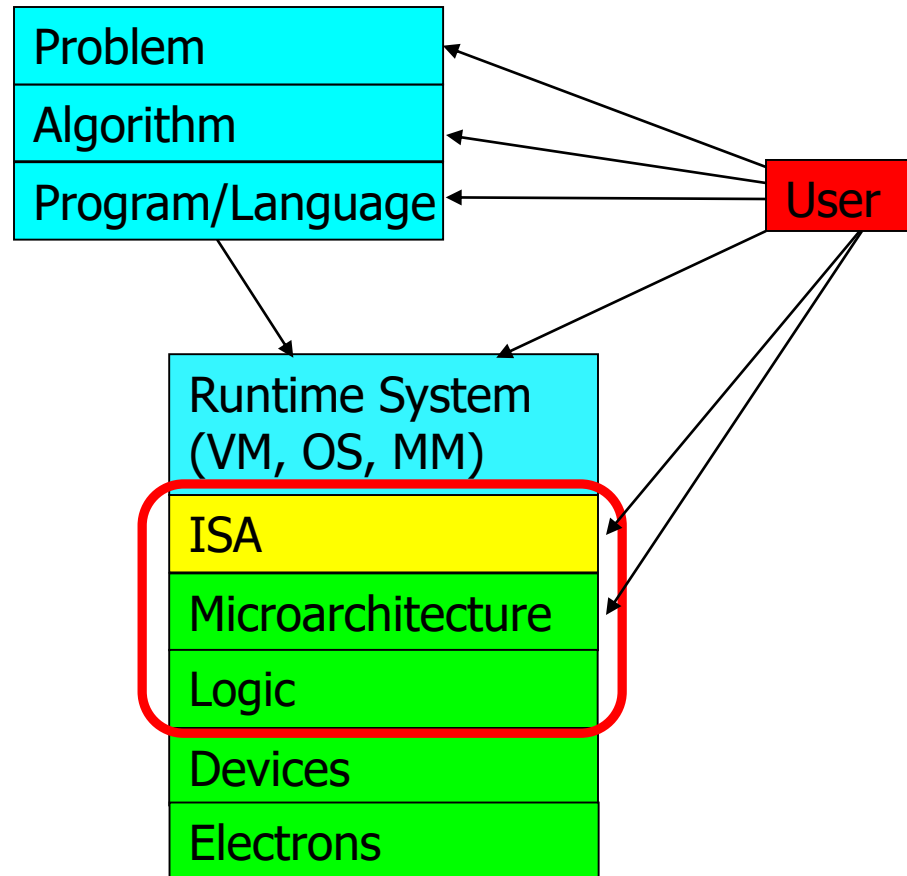 Problem
Algorithm
Program/Language
User
Runtime System
(VM, OS, MM)
ISA
Microarchitecture
Logic
Devices
Electrons